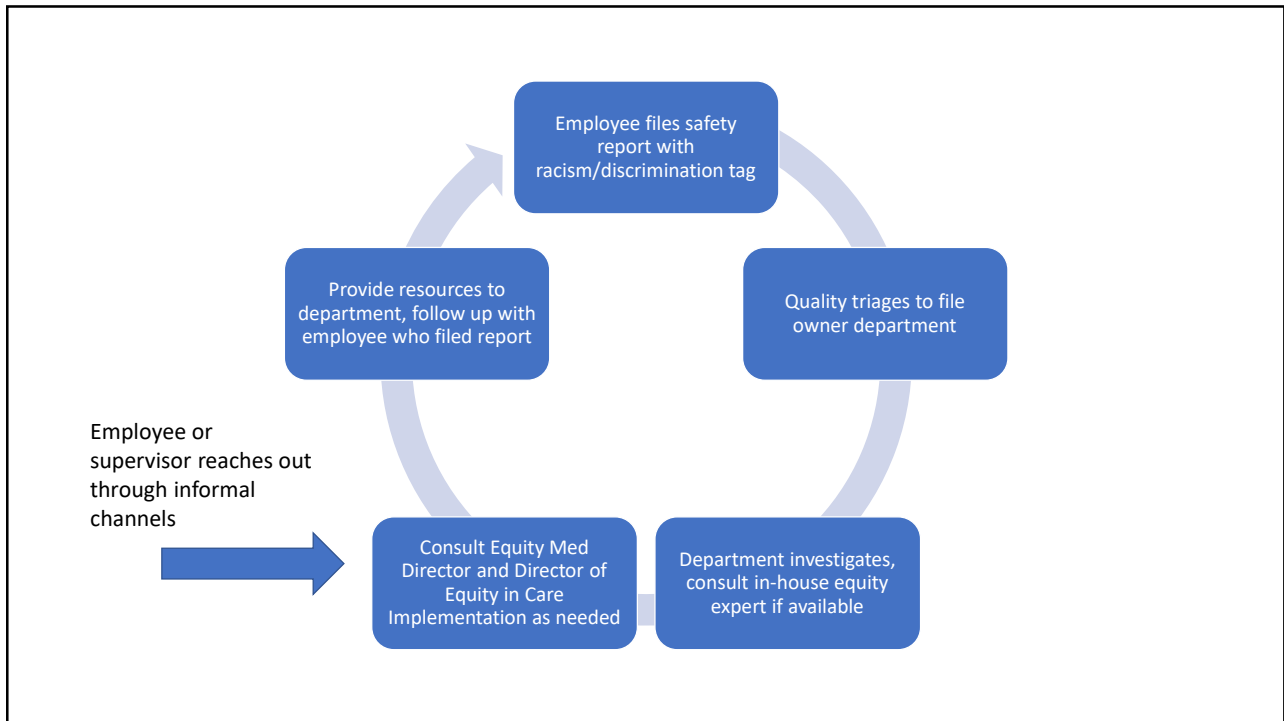 Employee files safety
report with
racism/discrimination tag
Quality triages to file
owner department
Department investigates,
consult in-house equity
expert if available
Consult Equity Med
Director and Director of
Equity in Care
Implementation as needed
Provide resources to
department, follow up with
employee who filed report
Employee or
supervisor reaches out
through informal
channels